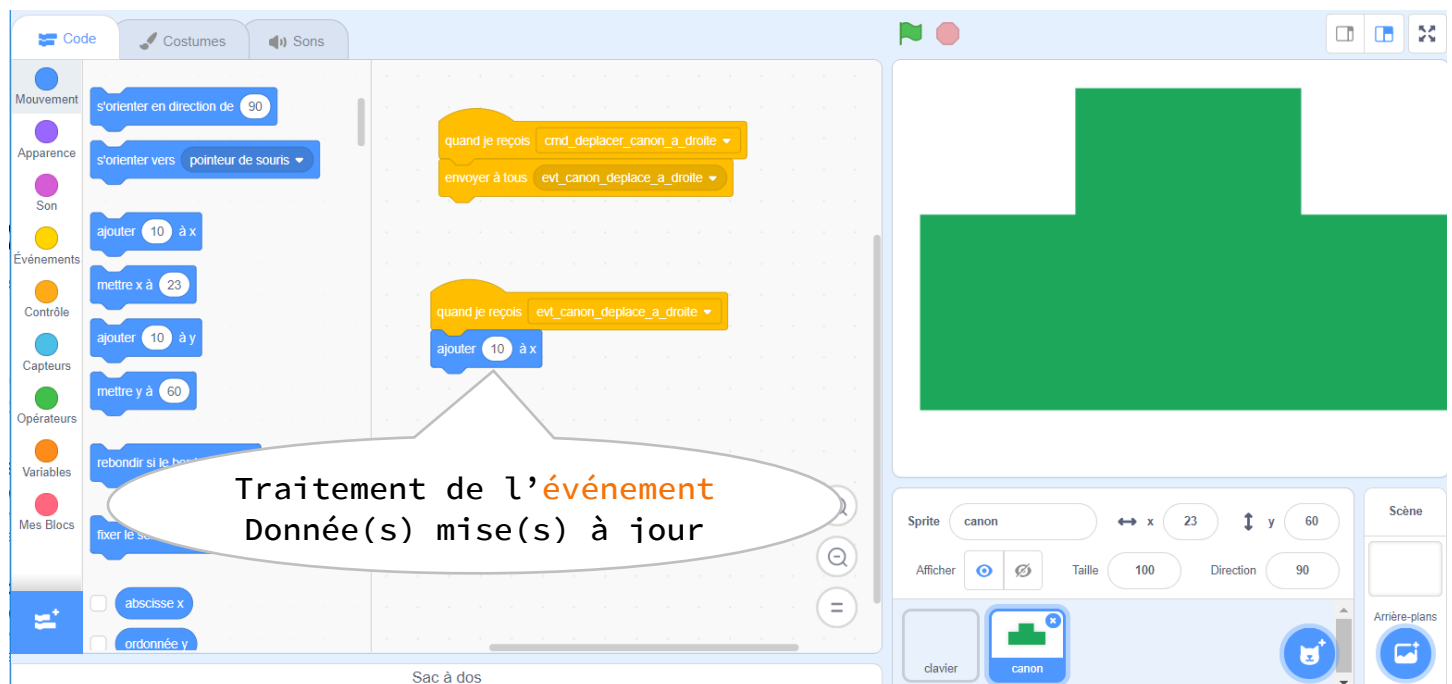 Code
Costumes
Sons
Mouvement
Apparence
Son
Événements
Contrôle
Capteurs
Opérateurs
Variables
Mes Blocs
s'orienter en direction de 90
s'orienter vers pointeur de souris
ajouter 10 à x
mettre x à 23
ajouter 10 à y
mettre y à 60
rebondir si le
fixer le
abscisse x
ordonnée y
quand je reçois cmd_deplacer_canon_a_droite
envoyer à tous evt_canon_deplace_a_droite
quand je reçois evt_canon_deplace_a_droite
ajouter 10 à x
Traitement de l’événement
Donnée(s) mise(s) à jour
Sac à dos
Sprite canon x 23 y 60
Afficher Taille 100 Direction 90
clavier
canon
Scène
Arrière-plans